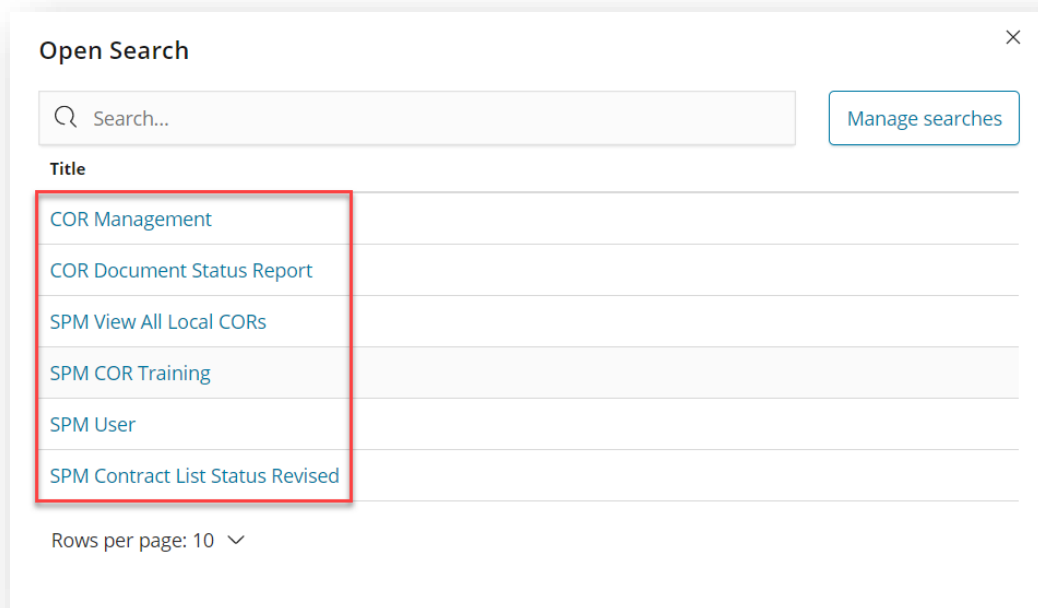 Open Search
Search...
Manage searches
Title
COR Management
COR Document Status Report
SPM View All Local CORs
SPM COR Training
SPM User
SPM Contract List Status Revised
Rows per page: 10